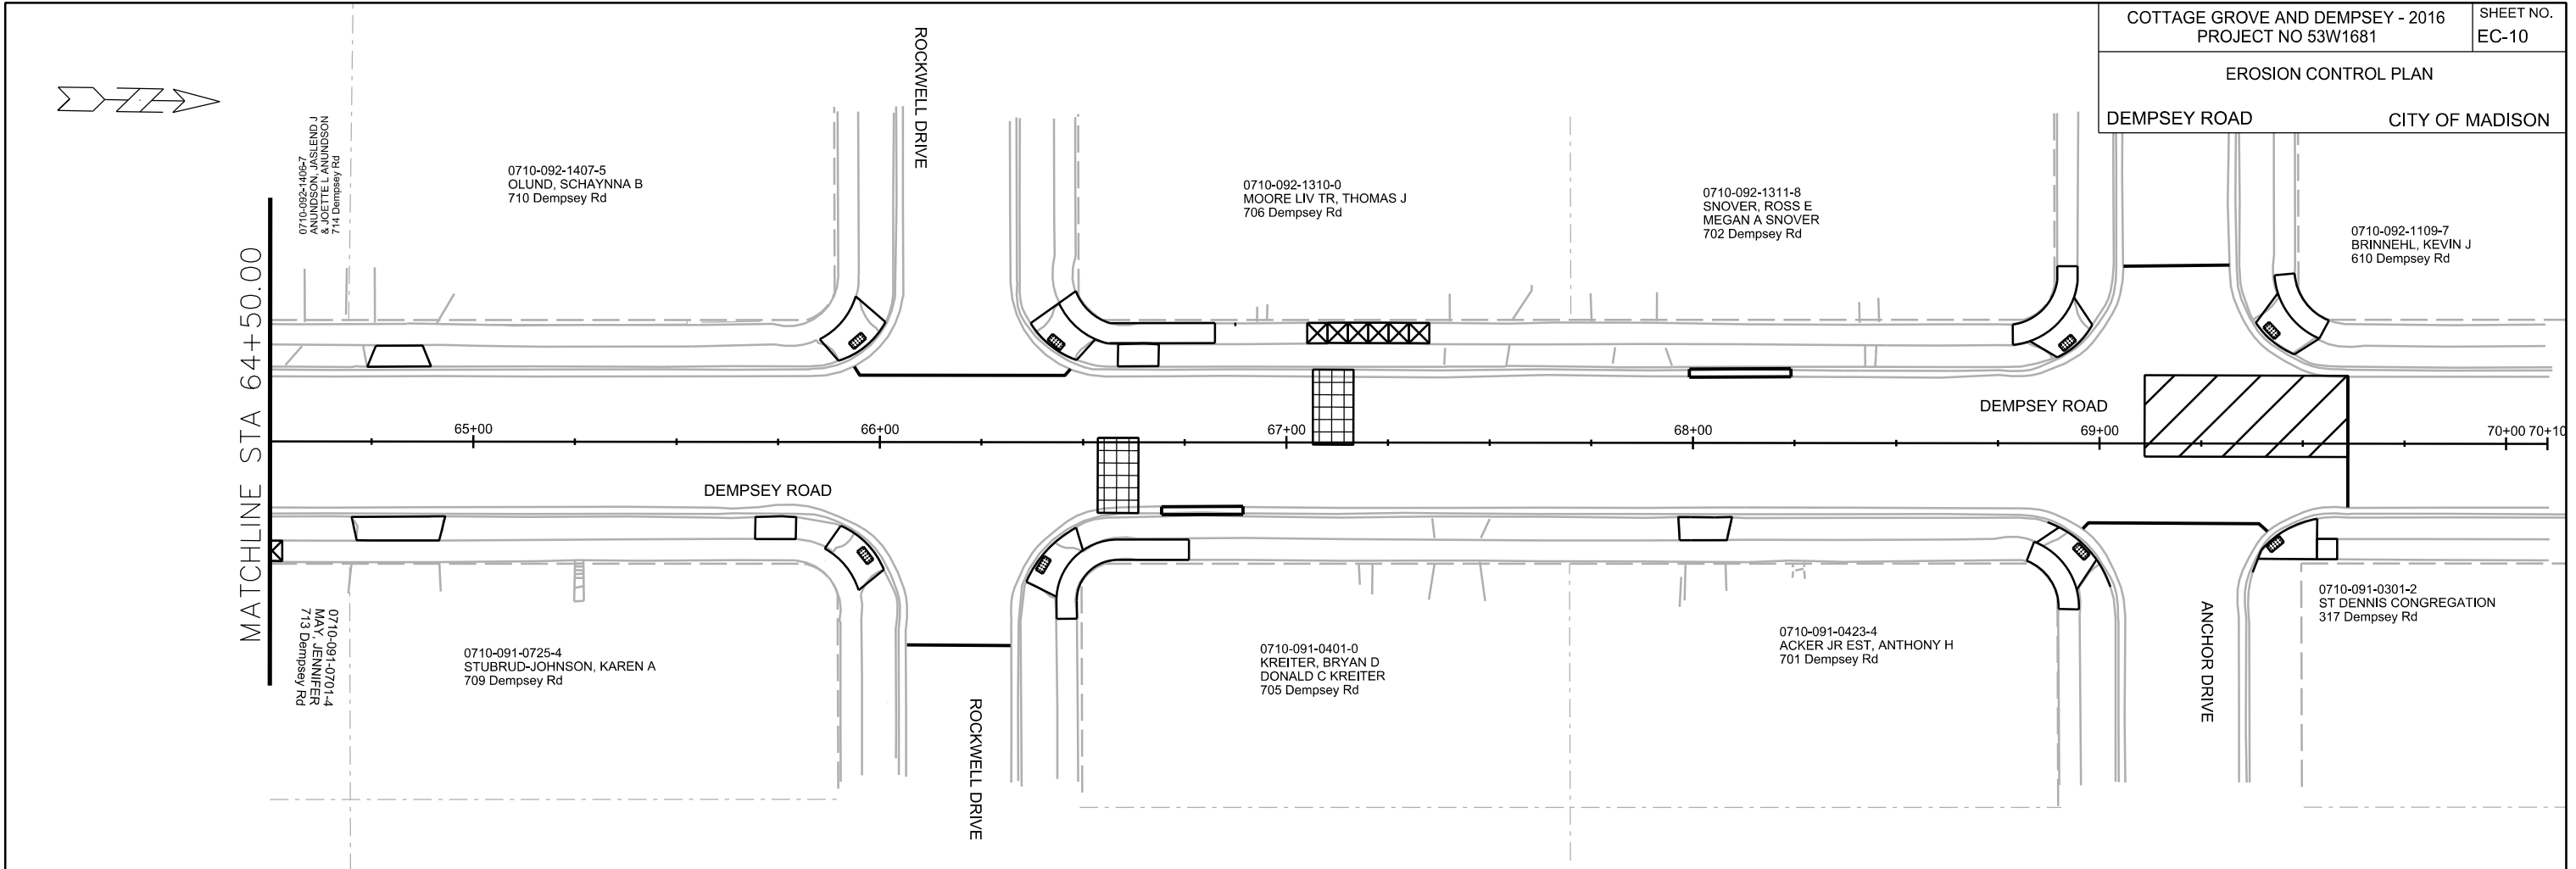 COTTAGE GROVE AND DEMPSEY - 2016
PROJECT NO 53W1681
SHEET NO.
EC-10
EROSION CONTROL PLAN
DEMPSEY ROAD
CITY OF MADISON
ROCKWELL DRIVE
0710-092-1406-7
ANUNDSON, JASLEND J
& JOETTE L ANUNDSON
714 Dempsey Rd
0710-092-1407-5
OLUND, SCHAYNNA B
710 Dempsey Rd
0710-092-1310-0
MOORE LIV TR, THOMAS J
706 Dempsey Rd
0710-092-1311-8
SNOVER, ROSS E
MEGAN A SNOVER
702 Dempsey Rd
0710-092-1109-7
BRINNEHL, KEVIN J
610 Dempsey Rd
MATCHLINE STA 64+50.00
DEMPSEY ROAD
65+00
66+00
67+00
68+00
69+00
70+00
70+10
DEMPSEY ROAD
0710-091-0701-4
MAY, JENNIFER
713 Dempsey Rd
0710-091-0725-4
STUBRUD-JOHNSON, KAREN A
709 Dempsey Rd
ROCKWELL DRIVE
0710-091-0401-0
KREITER, BRYAN D
DONALD C KREITER
705 Dempsey Rd
0710-091-0423-4
ACKER JR EST, ANTHONY H
701 Dempsey Rd
ANCHOR DRIVE
0710-091-0301-2
ST DENNIS CONGREGATION
317 Dempsey Rd